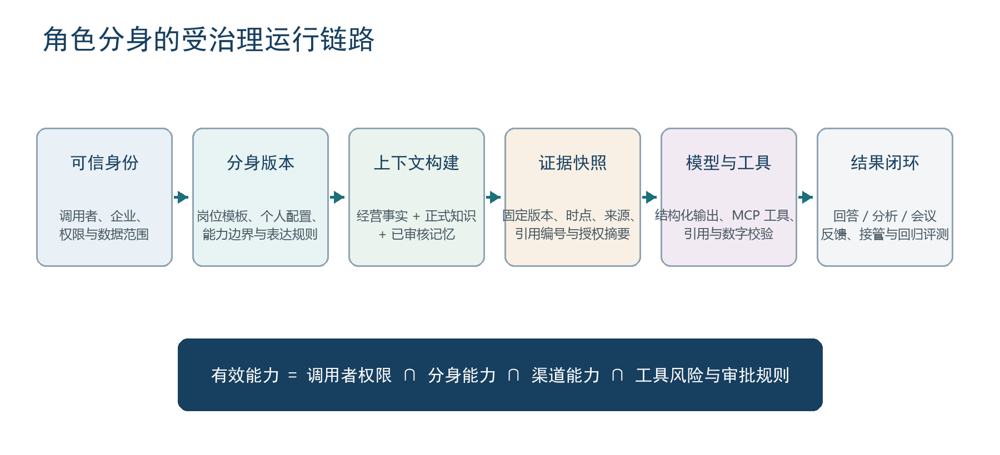 角色分身的受治理运行链路
可信身份
调用者、企业、
权限与数据范围
分身版本
岗位模板、个人配置、
能力边界与表达规则
上下文构建
经营事实 + 正式知识
+ 已审核记忆
证据快照
固定版本、时点、来源、
引用编号与授权摘要
模型与工具
结构化输出、MCP 工具、
引用与数字校验
结果闭环
回答 / 分析 / 会议
反馈、接管与回归评测
有效能力 = 调用者权限 ∩ 分身能力 ∩ 渠道能力 ∩ 工具风险与审批规则